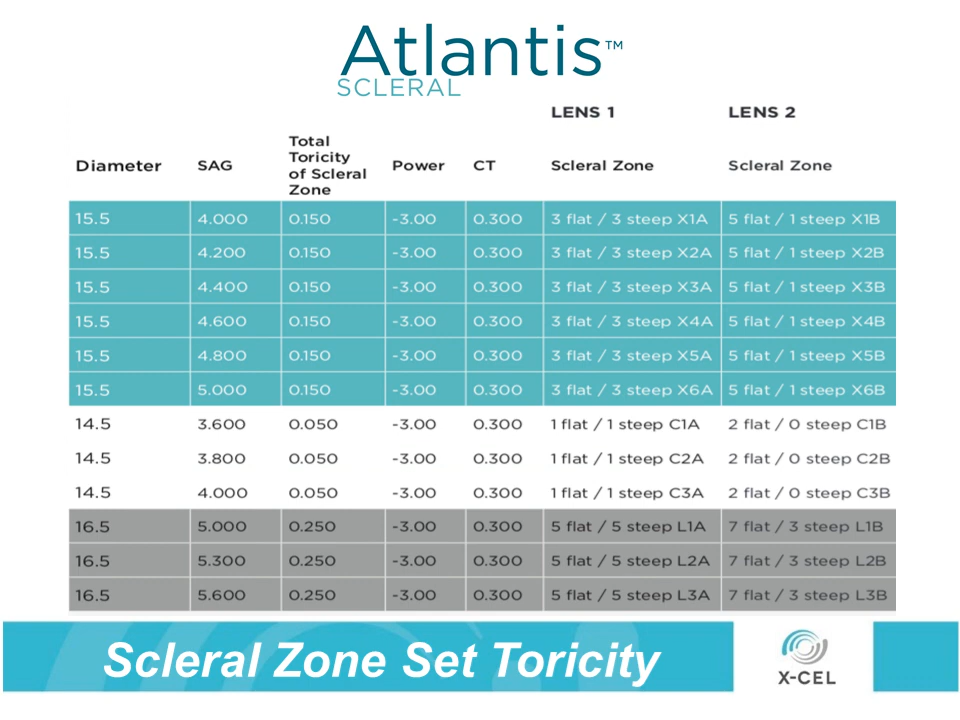 Atlantis™
SCLERAL
LENS 1 LENS 2
Diameter SAG Total Toricity of Scleral Zone Power CT Scleral Zone Scleral Zone
15.5 4.000 0.150 -3.00 0.300 3 flat / 3 steep X1A 5 flat / 1 steep X1B
15.5 4.200 0.150 -3.00 0.300 3 flat / 3 steep X2A 5 flat / 1 steep X2B
15.5 4.400 0.150 -3.00 0.300 3 flat / 3 steep X3A 5 flat / 1 steep X3B
15.5 4.600 0.150 -3.00 0.300 3 flat / 3 steep X4A 5 flat / 1 steep X4B
15.5 4.800 0.150 -3.00 0.300 3 flat / 3 steep X5A 5 flat / 1 steep X5B
15.5 5.000 0.150 -3.00 0.300 3 flat / 3 steep X6A 5 flat / 1 steep X6B
14.5 3.600 0.050 -3.00 0.300 1 flat / 1 steep C1A 2 flat / 0 steep C1B
14.5 3.800 0.050 -3.00 0.300 1 flat / 1 steep C2A 2 flat / 0 steep C2B
14.5 4.000 0.050 -3.00 0.300 1 flat / 1 steep C3A 2 flat / 0 steep C3B
16.5 5.000 0.250 -3.00 0.300 5 flat / 5 steep L1A 7 flat / 3 steep L1B
16.5 5.300 0.250 -3.00 0.300 5 flat / 5 steep L2A 7 flat / 3 steep L2B
16.5 5.600 0.250 -3.00 0.300 5 flat / 5 steep L3A 7 flat / 3 steep L3B
Scleral Zone Set Toricity
X-CEL